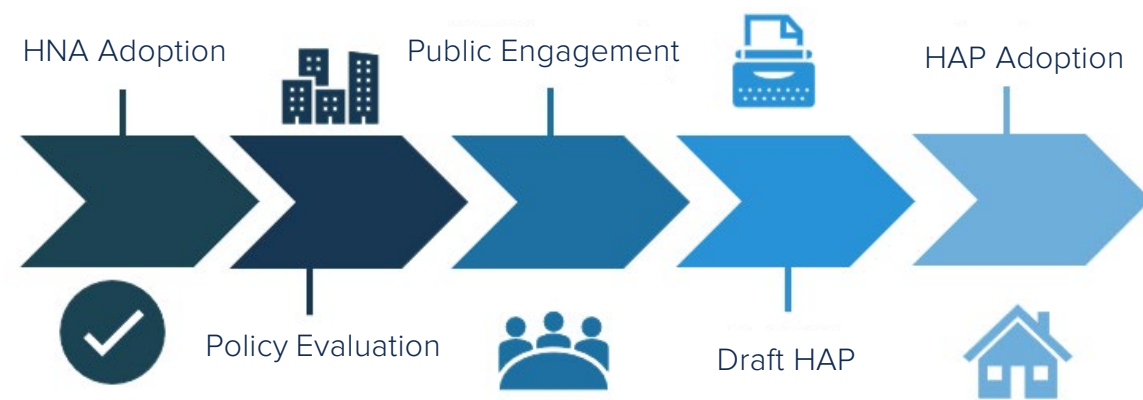 HNA Adoption
Policy Evaluation
Public Engagement
Draft HAP
HAP Adoption